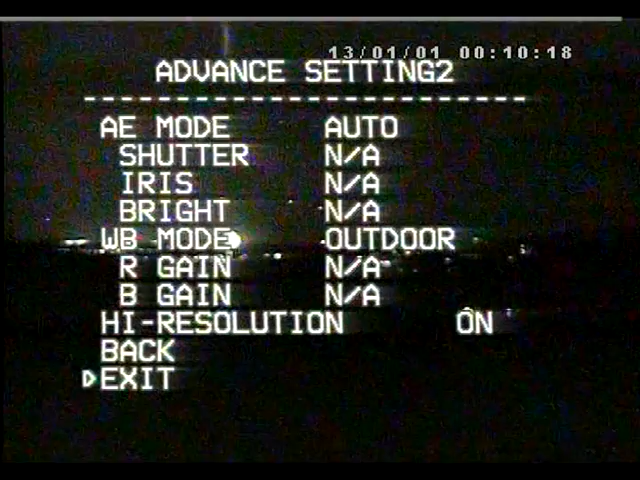 13/01/01 00:10:18
ADVANCE SETTING2
--------------------------
AE MODE AUTO
SHUTTER N/A
IRIS N/A
BRIGHT N/A
WB MODE OUTDOOR
R GAIN N/A
B GAIN N/A
HI-RESOLUTION ON
BACK
EXIT